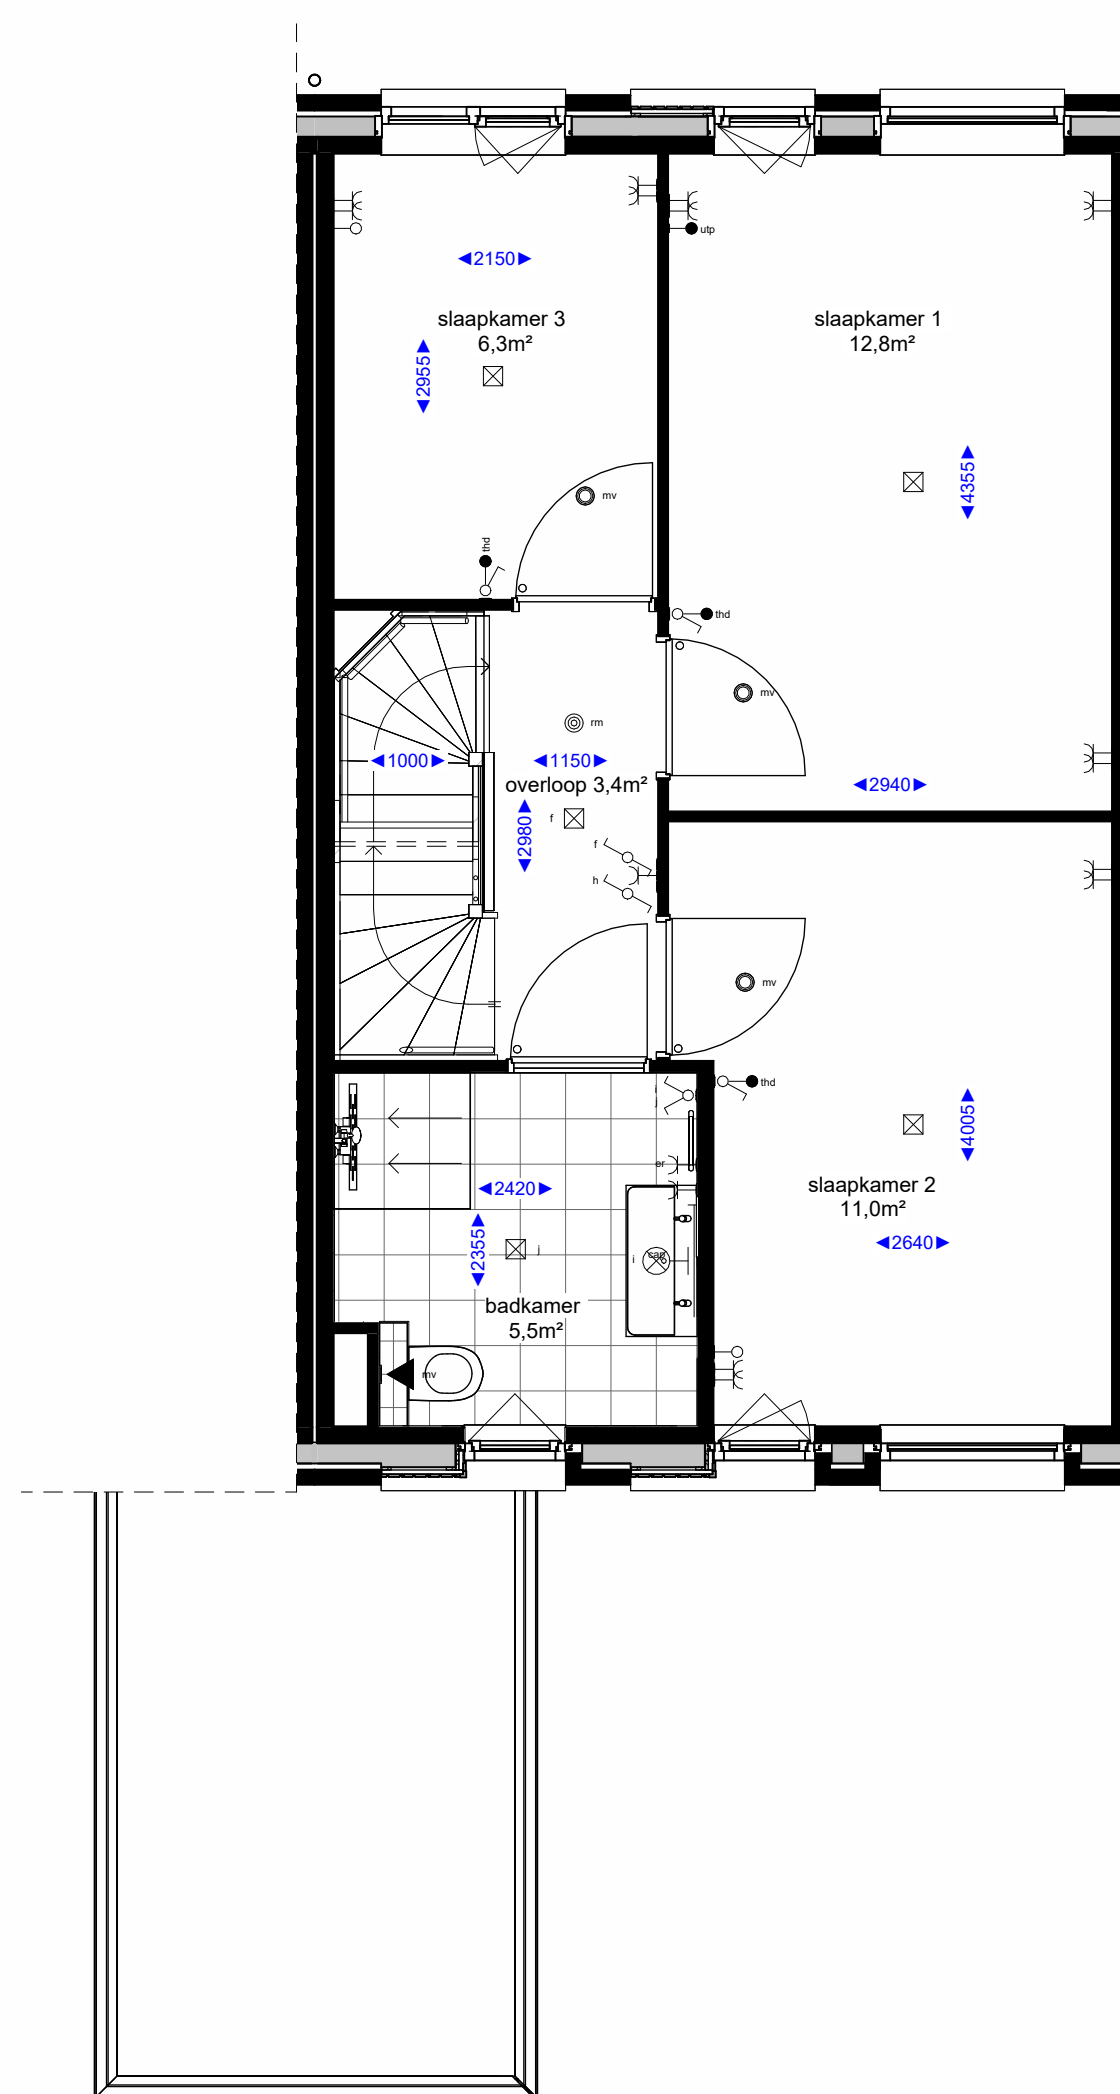 utp
2150
slaapkamer 3
6,3m²
slaapkamer 1
12,8m²
2955
4355
mv
thd
thd
mv
rm
1000
1150
overloop 3,4m²
2940
f
2980
f
h
mv
thd
j
er
2420
4005
slaapkamer 2
11,0m²
2355
j
2640
i
cap
badkamer
5,5m²
mv